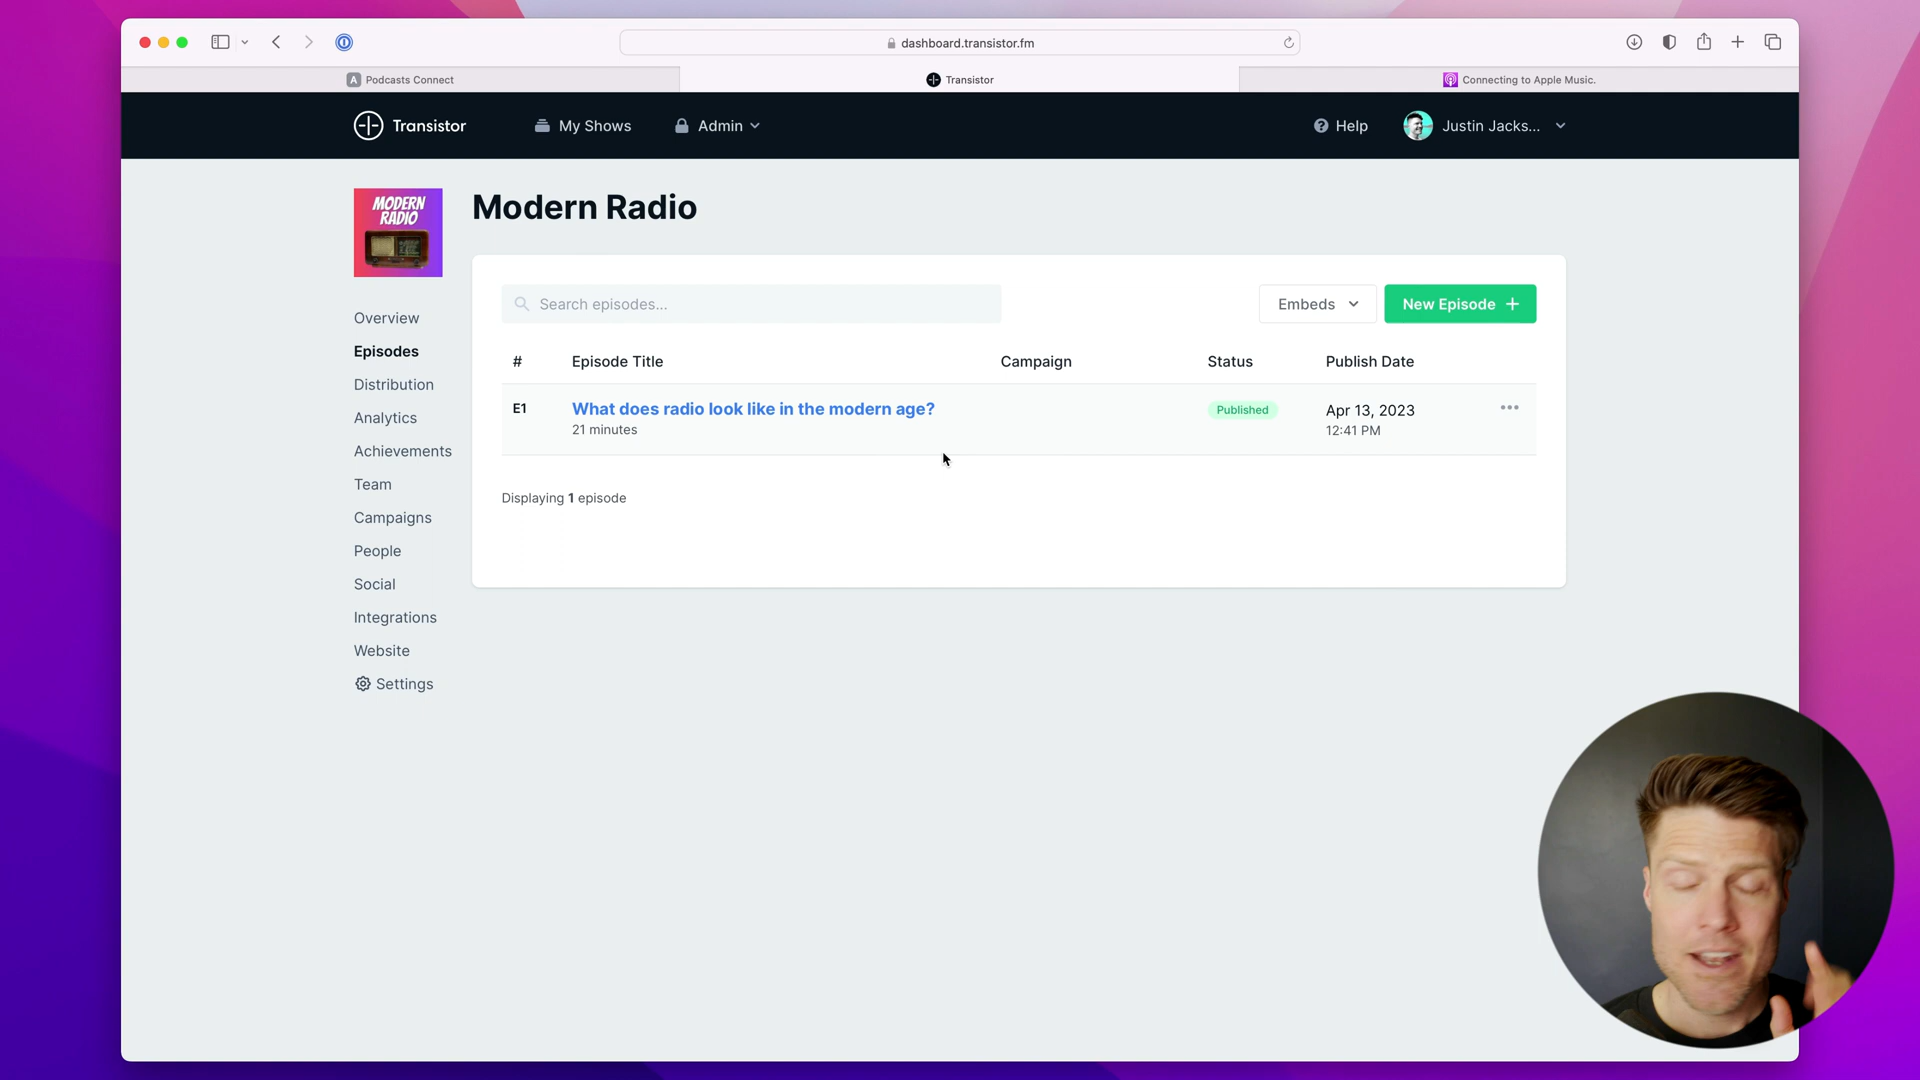 dashboard.transistor.fm
Podcasts Connect
Transistor
Connecting to Apple Music.
Transistor
My Shows
Admin
Help
Justin Jacks...
MODERN
RADIO
Modern Radio
Search episodes...
Embeds
New Episode +
Overview
Episodes
Distribution
Analytics
Achievements
Team
Campaigns
People
Social
Integrations
Website
Settings
# Episode Title Campaign Status Publish Date
E1 What does radio look like in the modern age? Published Apr 13, 2023
21 minutes 12:41 PM
Displaying 1 episode